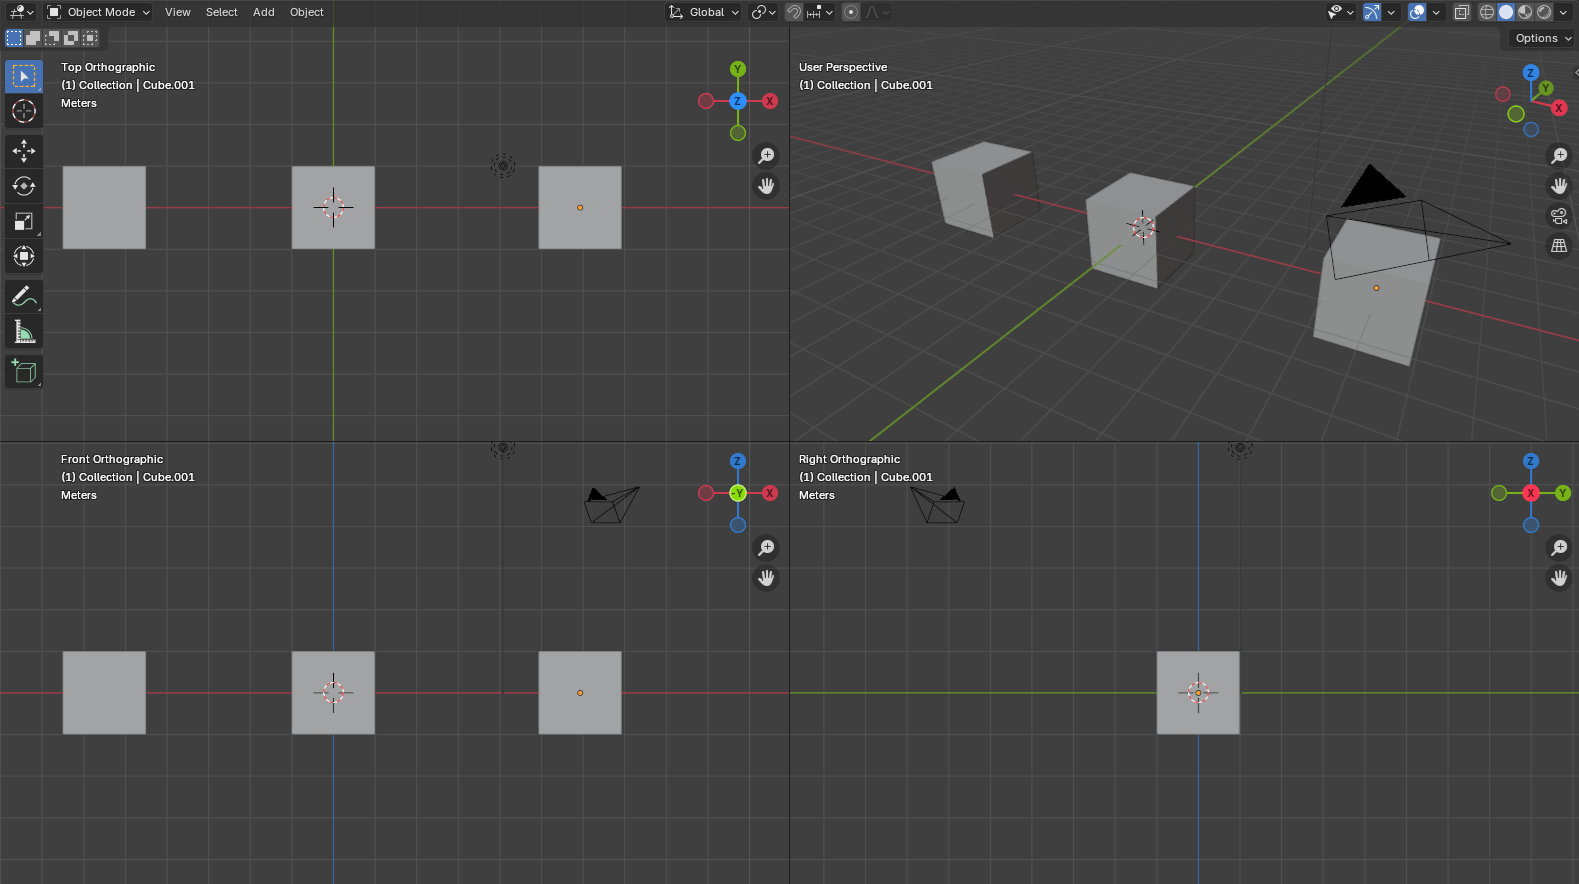 Object Mode View Select Add Object Global
Options
Top Orthographic
(1) Collection | Cube.001
Meters
Y
Z
X
User Perspective
(1) Collection | Cube.001
Z
Y
X
Front Orthographic
(1) Collection | Cube.001
Meters
Z
-Y
X
Right Orthographic
(1) Collection | Cube.001
Meters
Z
X
Y